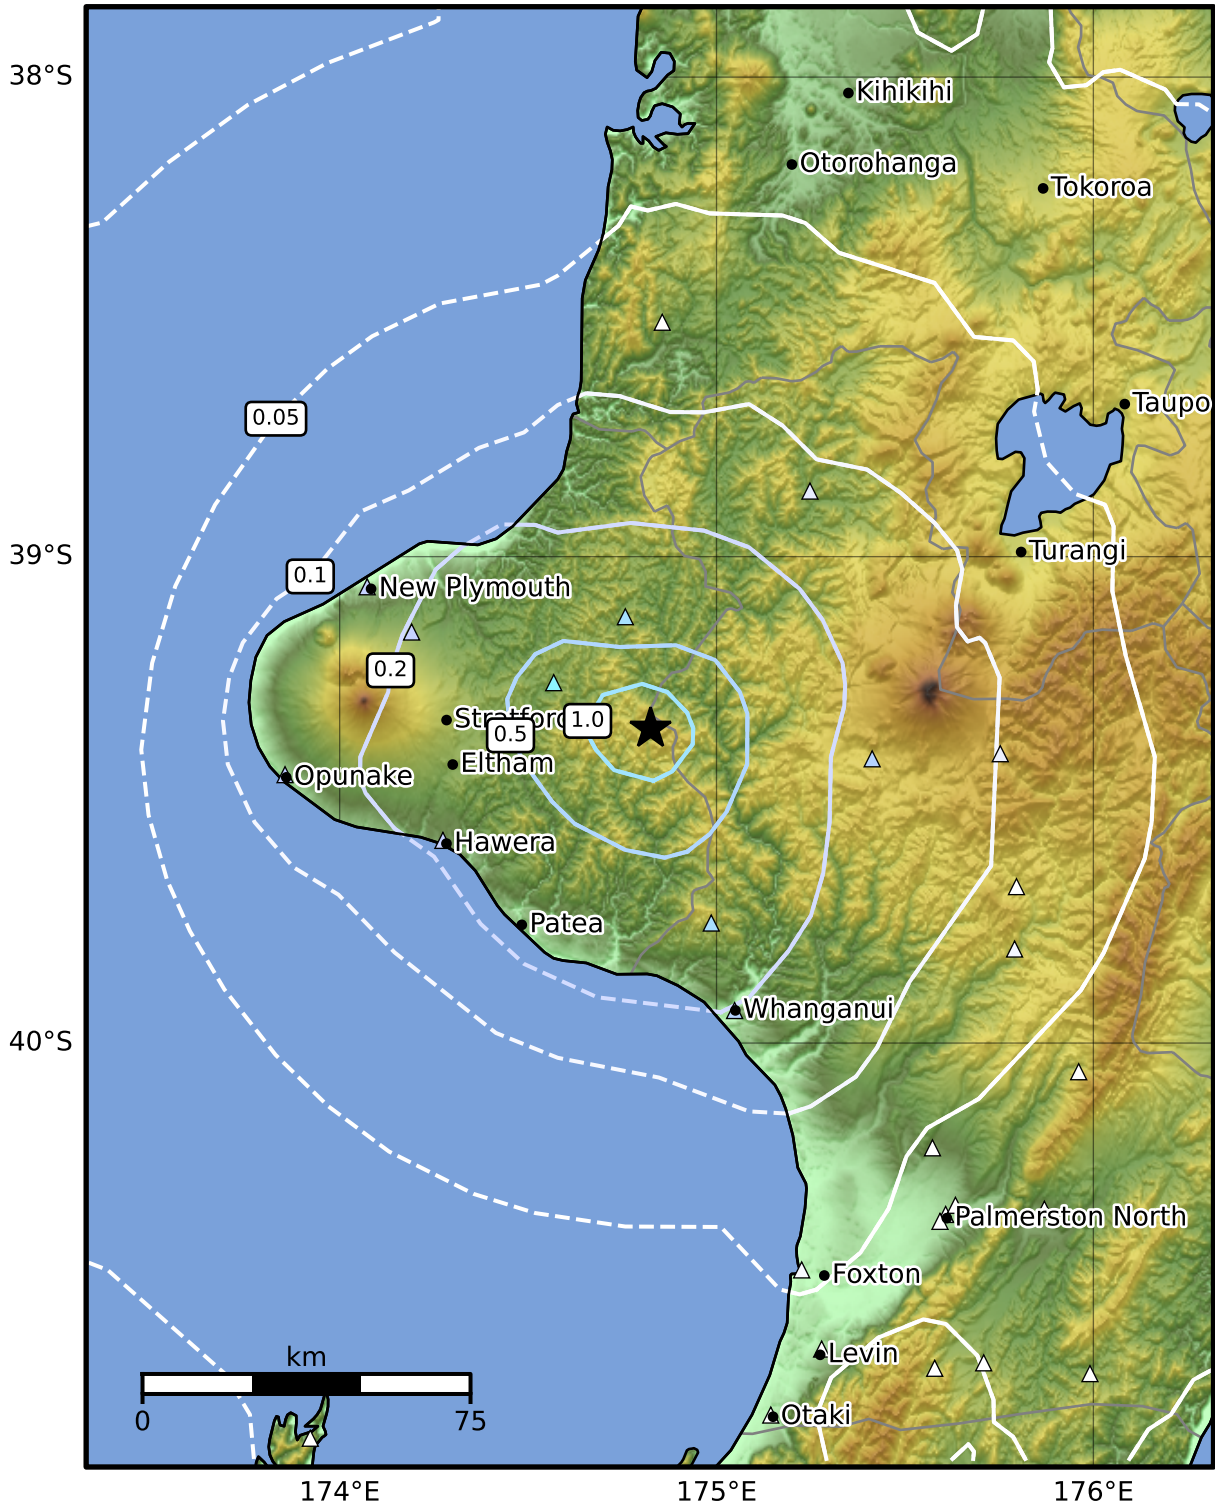 38°S
Kihikihi
Otorohanga
Tokoroa
0.05
Taupo
39°S
Turangi
0.1
New Plymouth
0.2
Stratford
0.5
1.0
Eltham
Opunake
Hawera
Patea
Whanganui
40°S
Palmerston North
Foxton
km
Levin
0
75
Otaki
174°E
175°E
176°E